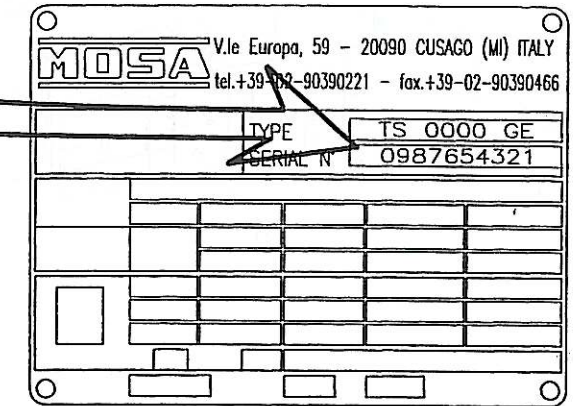 MOSA
V.le Europa, 59 – 20090 CUSAGO (MI) ITALY
tel.+39-02-90390221 – fax.+39-02-90390466
TYPE TS 0000 GE
SERIAL N° 0987654321